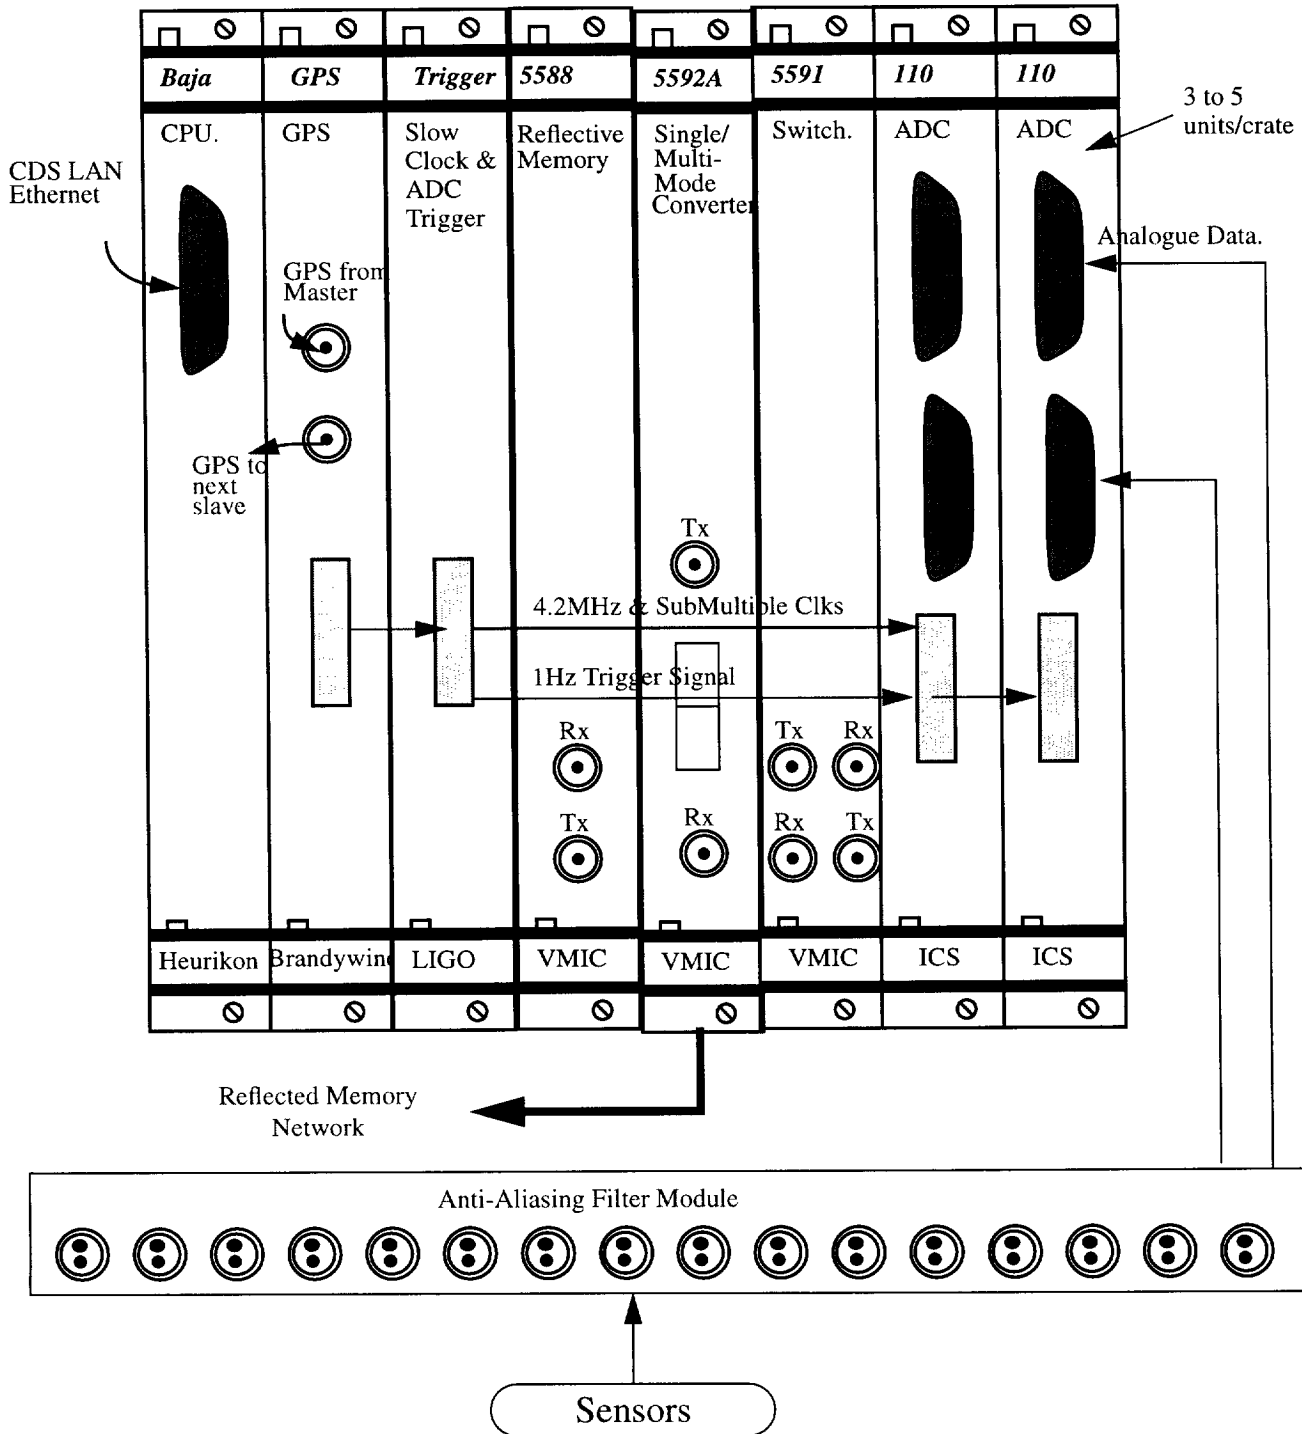 Baja
GPS
Trigger
5588
5592A
5591
110
110
3 to 5
units/crate
CPU.
GPS
Slow
Clock &
ADC
Trigger
Reflective
Memory
Single/
Multi-
Mode
Converter
Switch.
ADC
ADC
CDS LAN
Ethernet
Analogue Data.
GPS from
Master
GPS to
next
slave
Tx
4.2MHz & SubMultiple Clks
1Hz Trigger Signal
Rx
Tx
Rx
Tx
Rx
Rx
Tx
Heurikon
Brandywine
LIGO
VMIC
VMIC
VMIC
ICS
ICS
Reflected Memory
Network
Anti-Aliasing Filter Module
Sensors